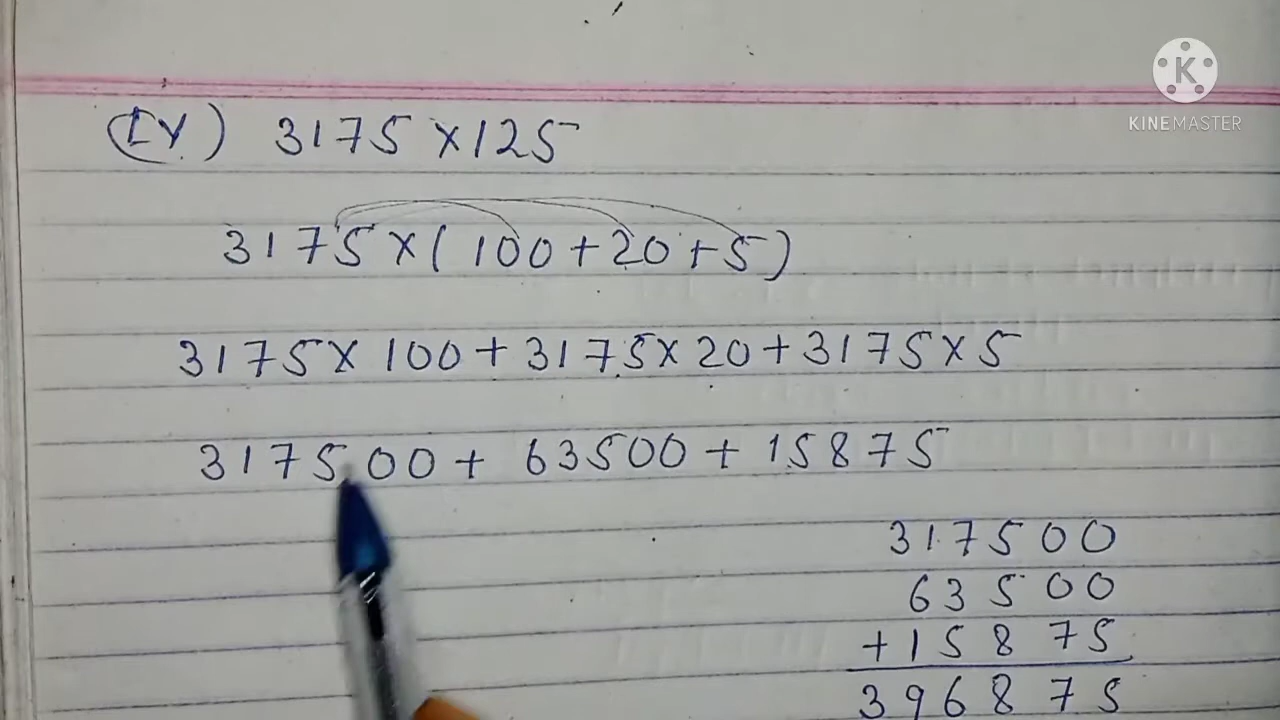 K
KINEMASTER
(IV) 3175 × 125
3175 × ( 100 + 20 + 5 )
3175 × 100 + 3175 × 20 + 3175 × 5
317500 + 63500 + 15875
317500
63500
+ 15875
396875